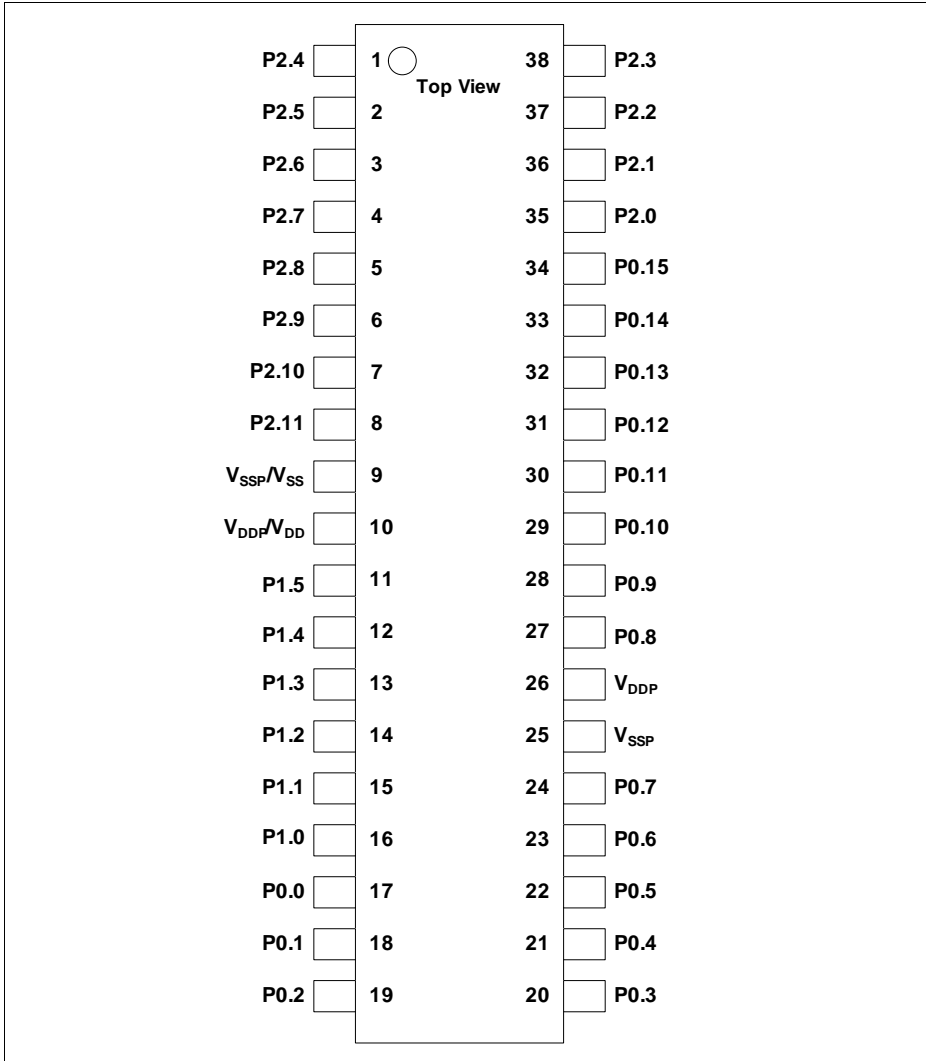 P2.4 1 38 P2.3
Top View
P2.5 2 37 P2.2
P2.6 3 36 P2.1
P2.7 4 35 P2.0
P2.8 5 34 P0.15
P2.9 6 33 P0.14
P2.10 7 32 P0.13
P2.11 8 31 P0.12
VSSP/VSS 9 30 P0.11
VDDP/VDD 10 29 P0.10
P1.5 11 28 P0.9
P1.4 12 27 P0.8
P1.3 13 26 VDDP
P1.2 14 25 VSSP
P1.1 15 24 P0.7
P1.0 16 23 P0.6
P0.0 17 22 P0.5
P0.1 18 21 P0.4
P0.2 19 20 P0.3